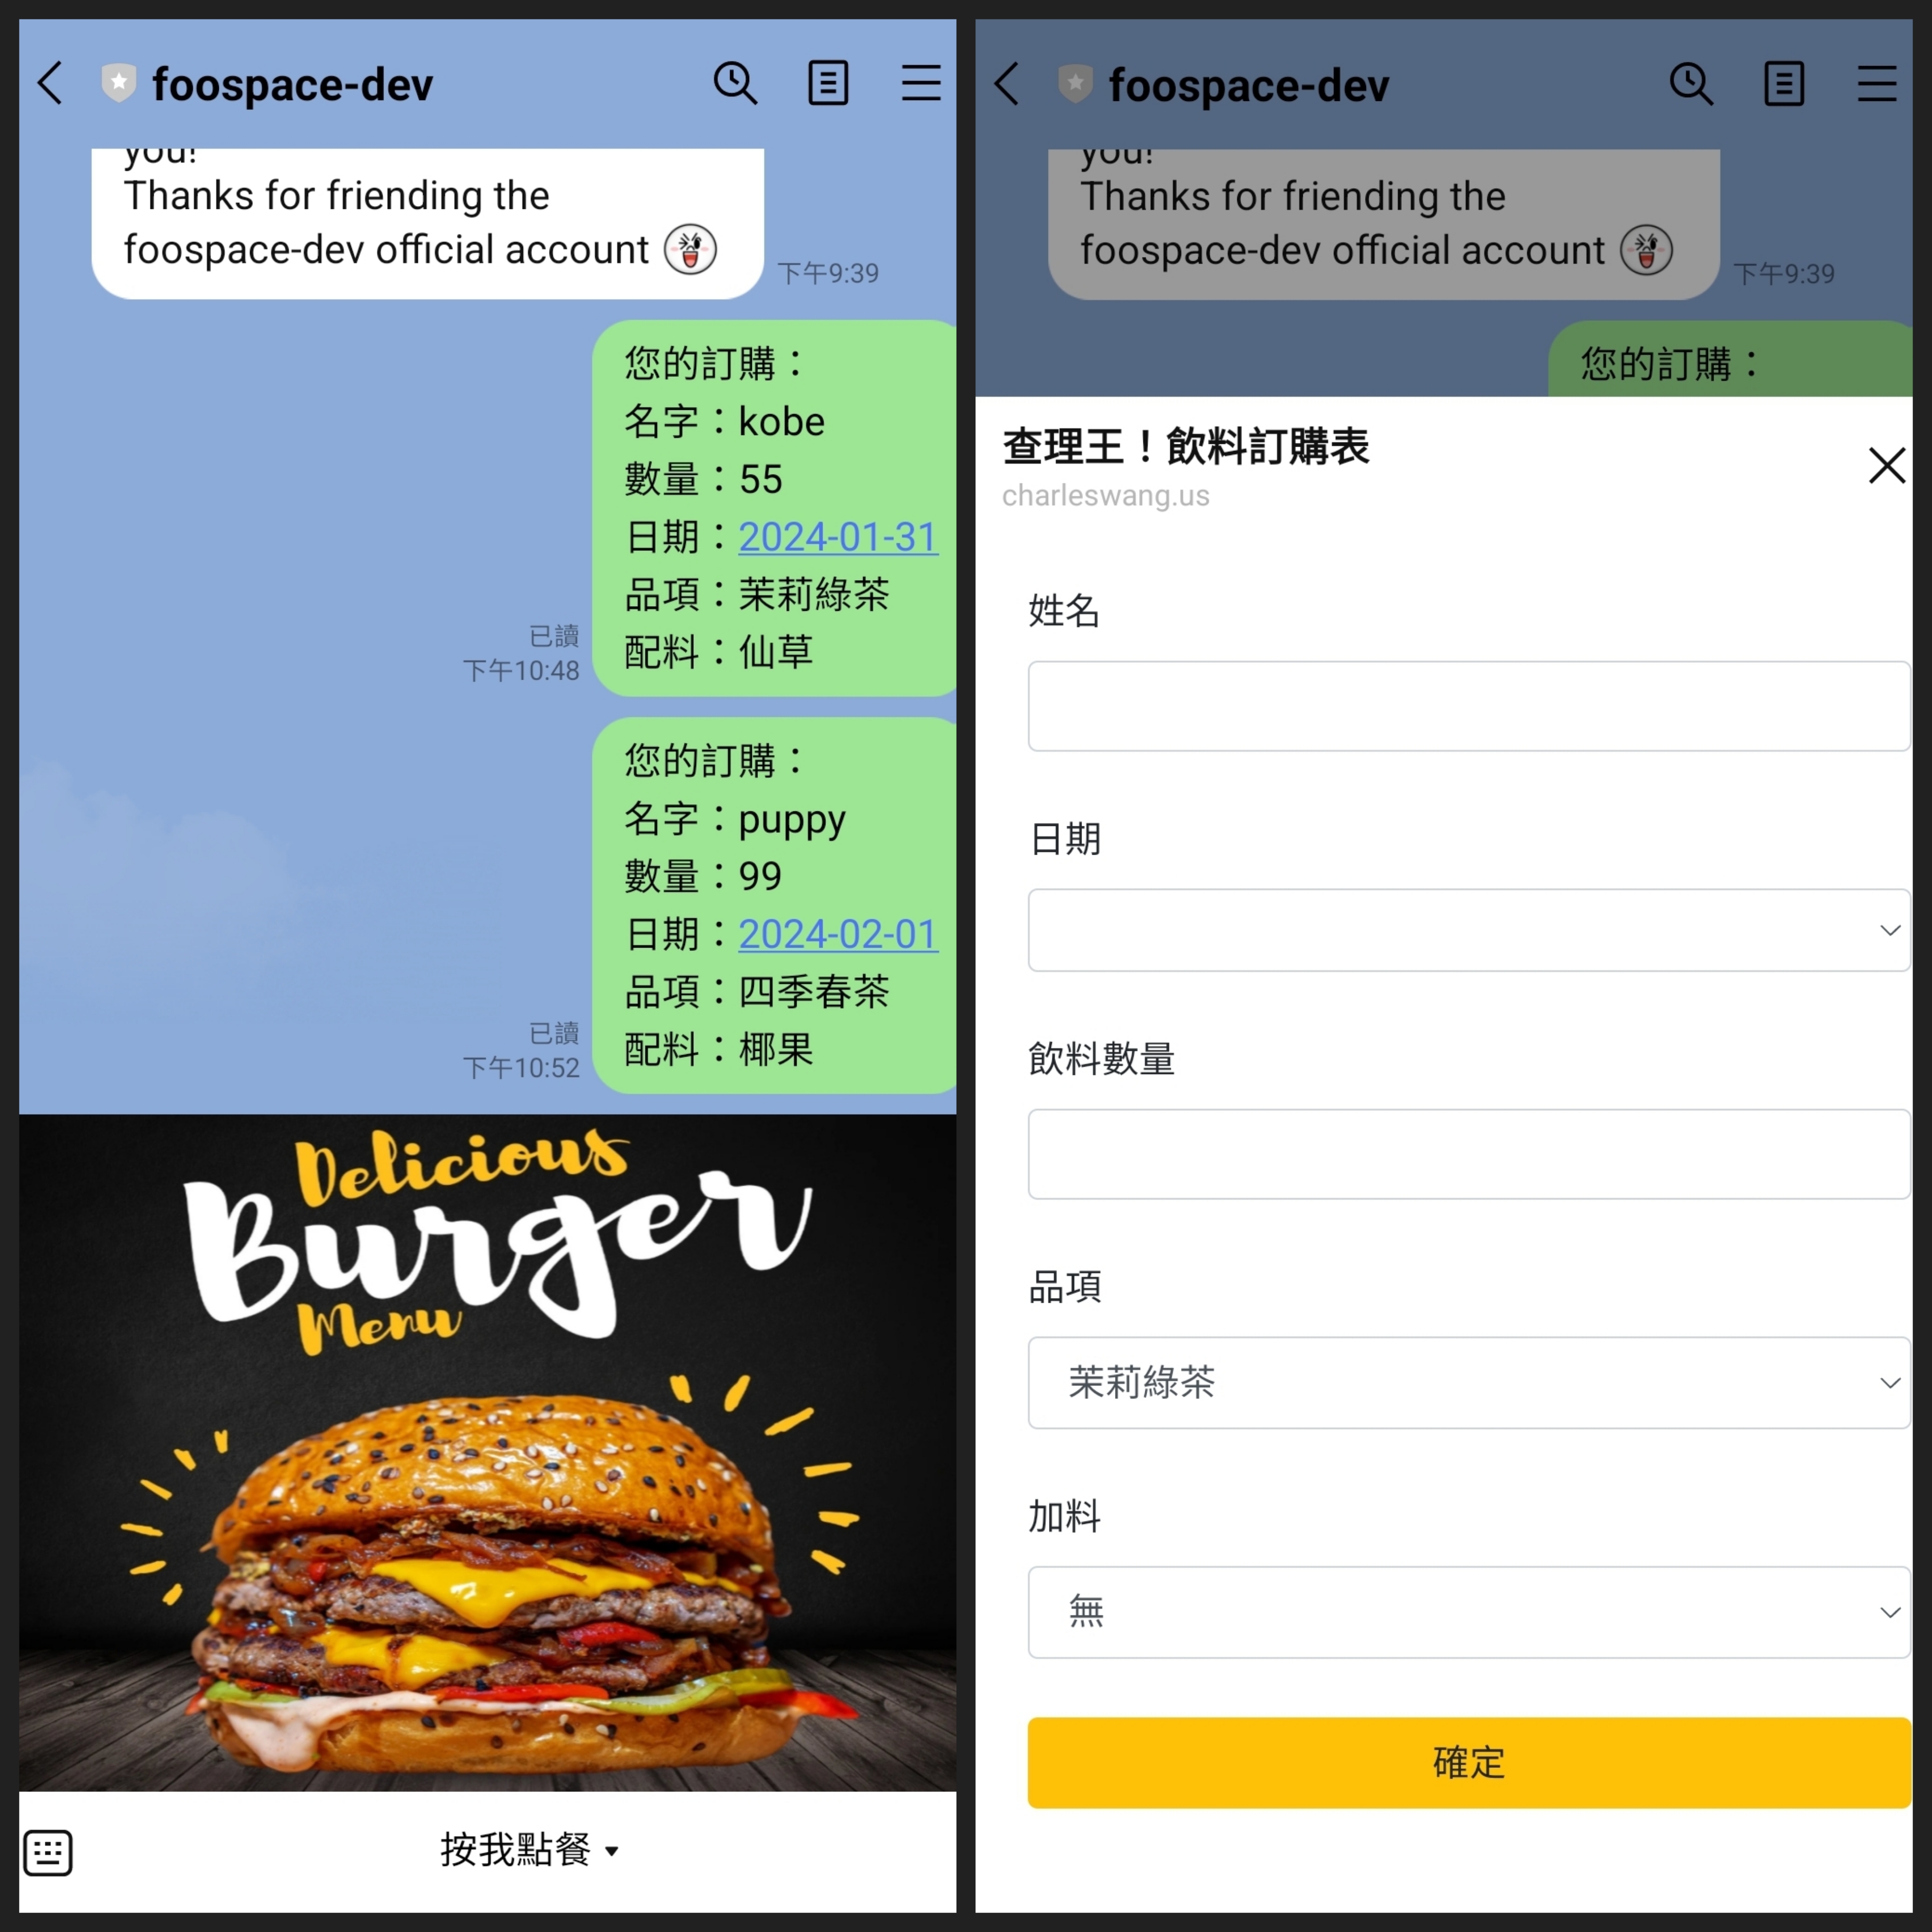 foospace-dev
you!
Thanks for friending the
foospace-dev official account
下午9:39
您的訂購：
名字：kobe
數量：55
日期：2024-01-31
品項：茉莉綠茶
配料：仙草
已讀
下午10:48
您的訂購：
名字：puppy
數量：99
日期：2024-02-01
品項：四季春茶
配料：椰果
已讀
下午10:52
Delicious
Burger
Menu
按我點餐
foospace-dev
you!
Thanks for friending the
foospace-dev official account
下午9:39
您的訂購：
查理王！飲料訂購表
charleswang.us
姓名
日期
飲料數量
品項
茉莉綠茶
加料
無
確定